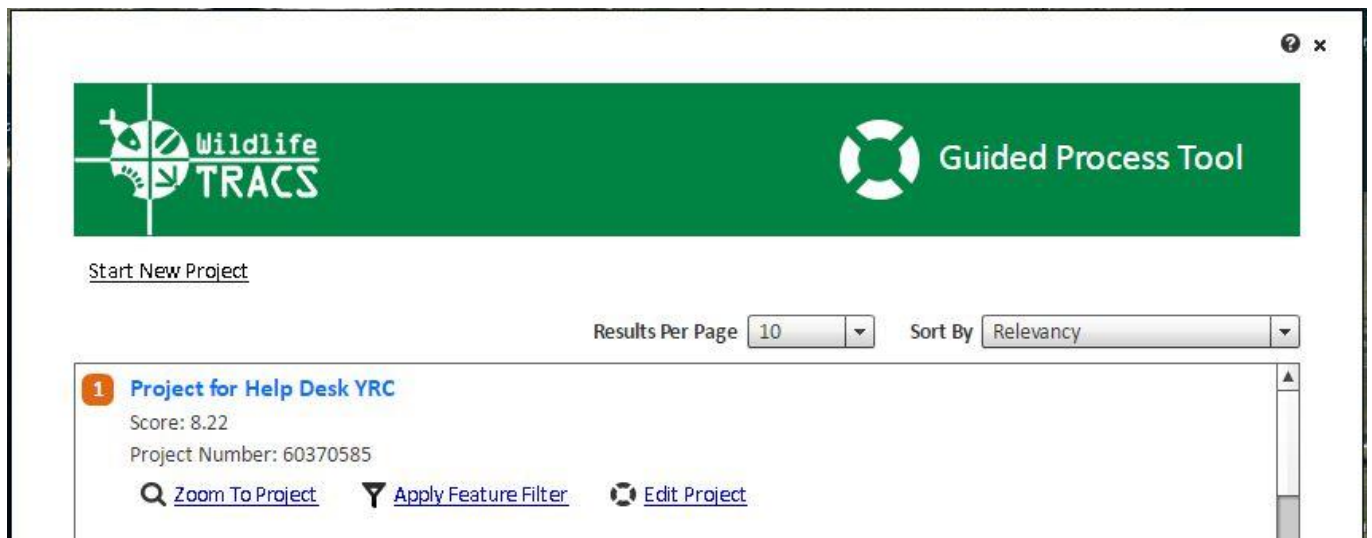 Wildlife
TRACS
Guided Process Tool
Start New Project
Results Per Page 10 Sort By Relevancy
1 Project for Help Desk YRC
Score: 8.22
Project Number: 60370585
Zoom To Project Apply Feature Filter Edit Project